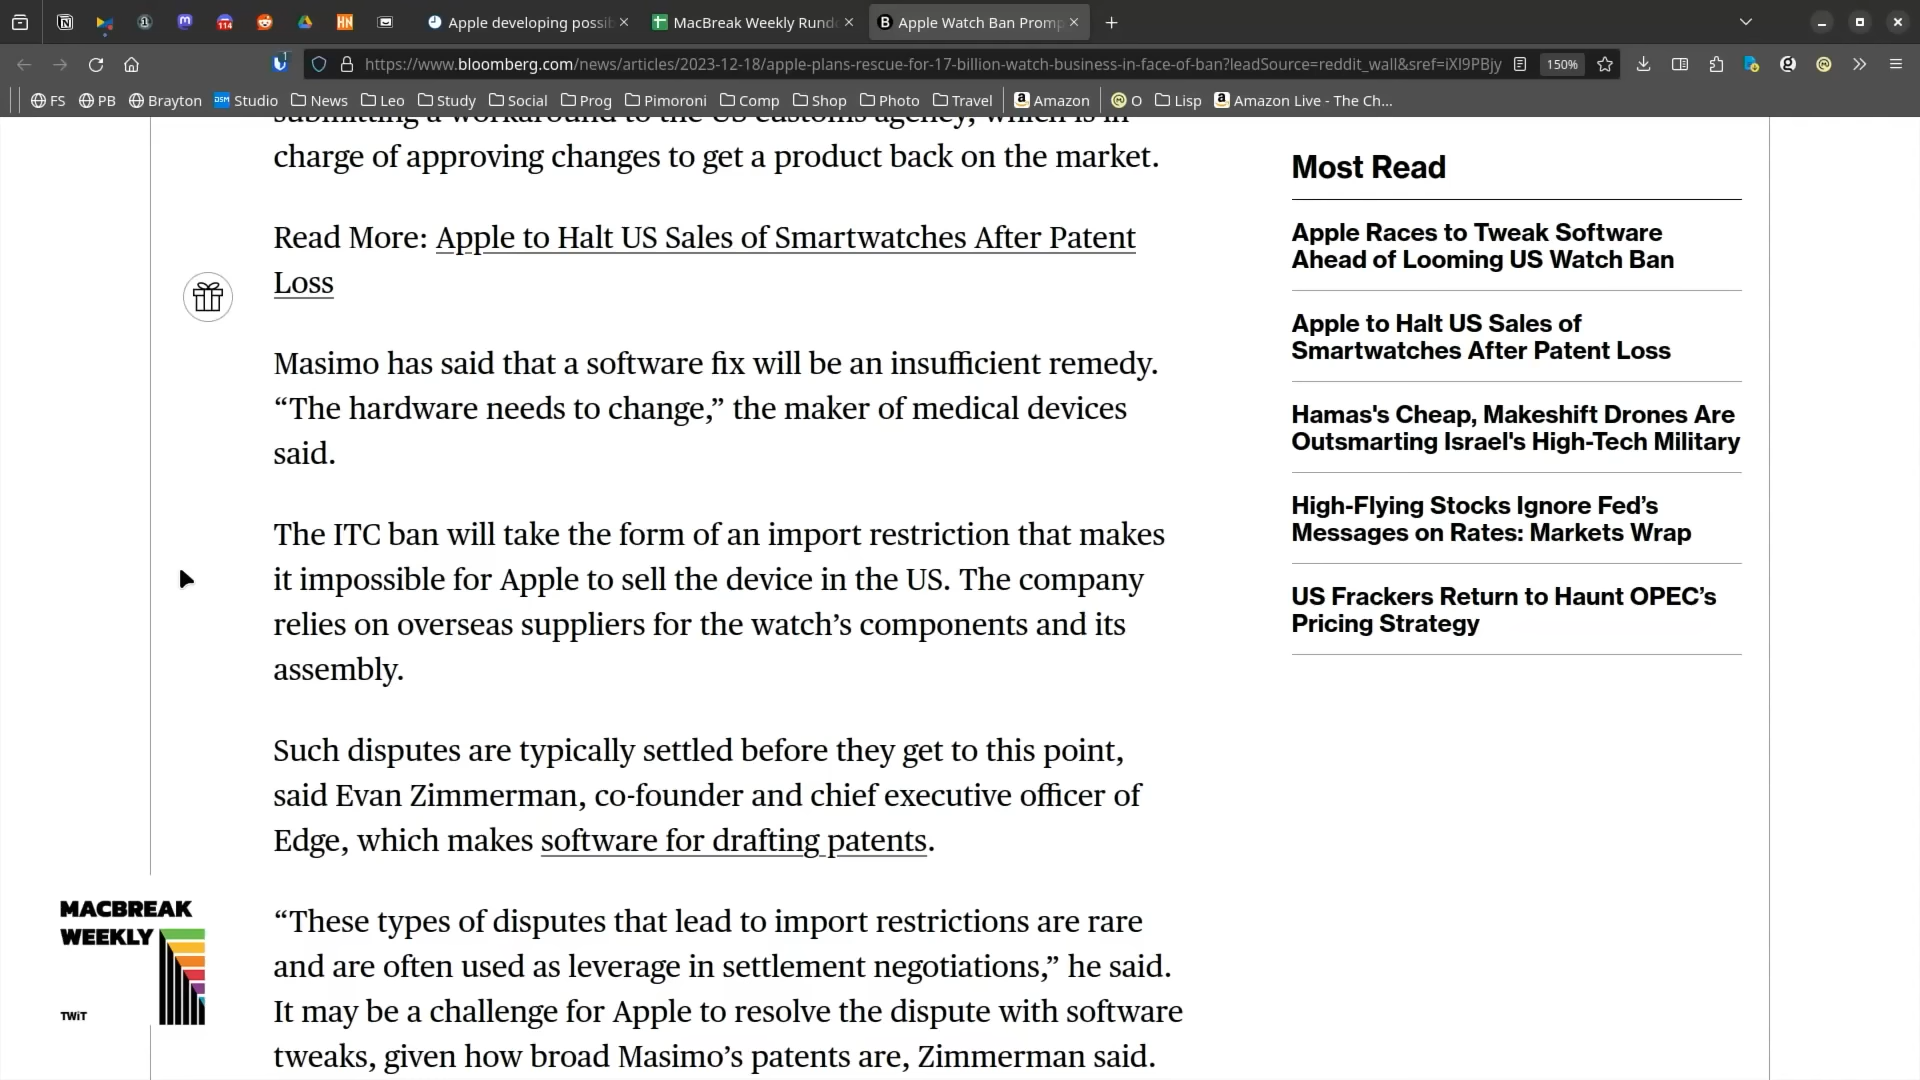 Apple developing possib
MacBreak Weekly Rund
Apple Watch Ban Promp
https://www.bloomberg.com/news/articles/2023-12-18/apple-plans-rescue-for-17-billion-watch-business-in-face-of-ban?leadSource=reddit_wall&sref=iXI9PBjy
150%
FS
PB
Brayton
DSM Studio
News
Leo
Study
Social
Prog
Pimoroni
Comp
Shop
Photo
Travel
Amazon
O
Lisp
Amazon Live - The Ch...
submitting a workaround to the US customs agency, which is in
charge of approving changes to get a product back on the market.
Read More: Apple to Halt US Sales of Smartwatches After Patent
Loss
Masimo has said that a software fix will be an insufficient remedy.
“The hardware needs to change,” the maker of medical devices
said.
The ITC ban will take the form of an import restriction that makes
it impossible for Apple to sell the device in the US. The company
relies on overseas suppliers for the watch’s components and its
assembly.
Such disputes are typically settled before they get to this point,
said Evan Zimmerman, co-founder and chief executive officer of
Edge, which makes software for drafting patents.
“These types of disputes that lead to import restrictions are rare
and are often used as leverage in settlement negotiations,” he said.
It may be a challenge for Apple to resolve the dispute with software
tweaks, given how broad Masimo’s patents are, Zimmerman said.
Most Read
Apple Races to Tweak Software
Ahead of Looming US Watch Ban
Apple to Halt US Sales of
Smartwatches After Patent Loss
Hamas's Cheap, Makeshift Drones Are
Outsmarting Israel's High-Tech Military
High-Flying Stocks Ignore Fed’s
Messages on Rates: Markets Wrap
US Frackers Return to Haunt OPEC’s
Pricing Strategy
MACBREAK
WEEKLY
TWiT